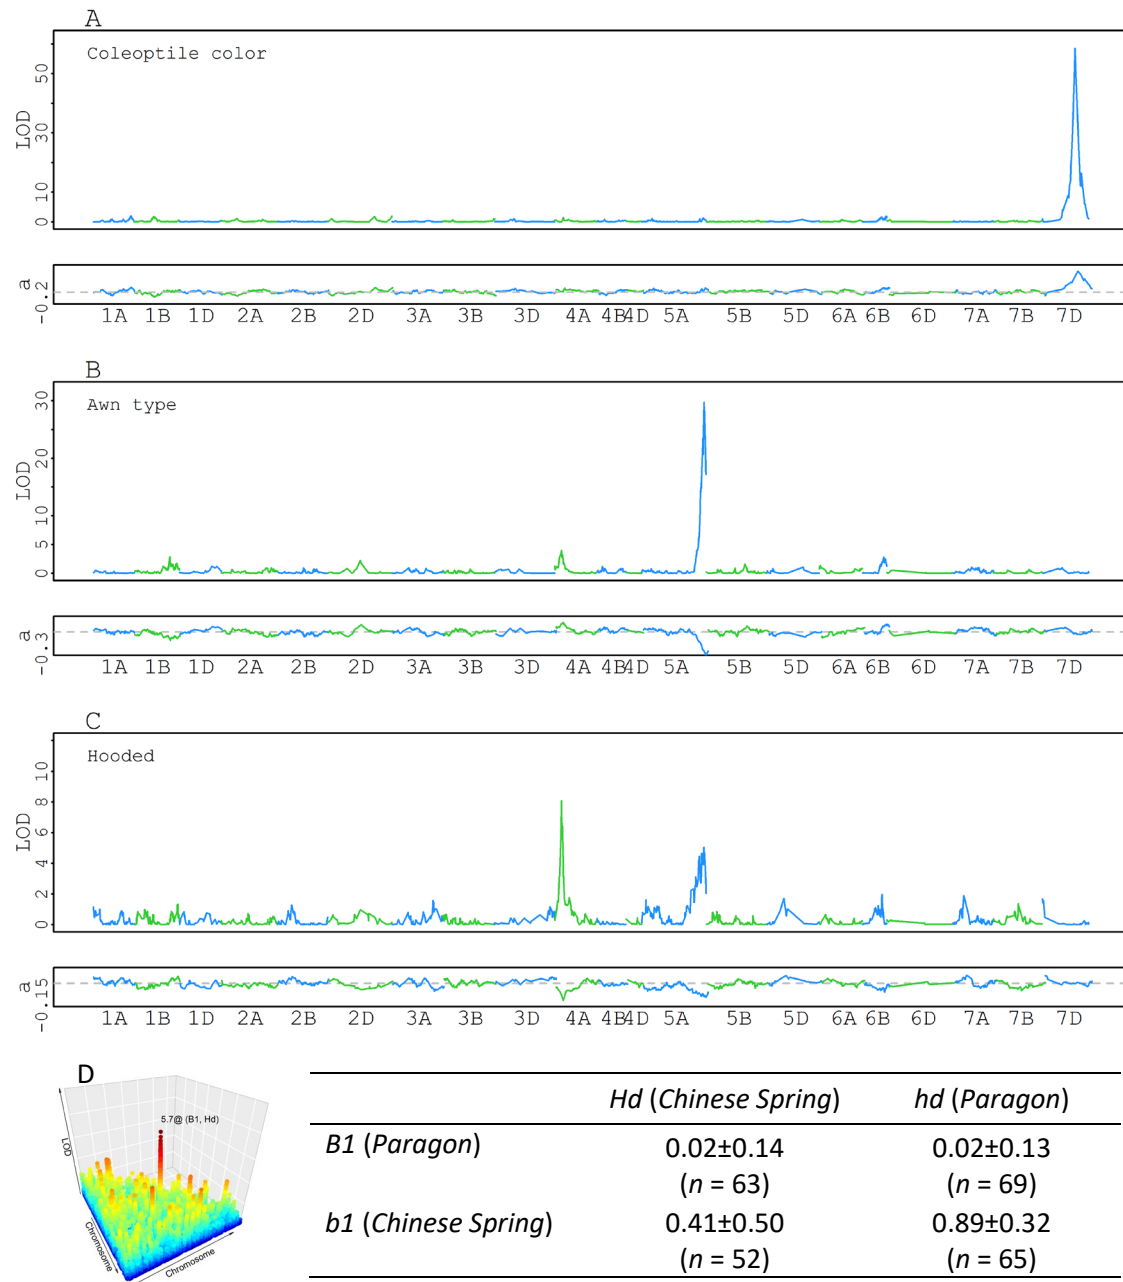 A
Coleoptile color
LOD
50
30
10
0
a
-0.2
1A 1B 1D 2A 2B 2D 3A 3B 3D 4A 4B 4D 5A 5B 5D 6A 6B 6D 7A 7B 7D
B
Awn type
LOD
30
20
10
5
0
a
-0.3
1A 1B 1D 2A 2B 2D 3A 3B 3D 4A 4B 4D 5A 5B 5D 6A 6B 6D 7A 7B 7D
C
Hooded
LOD
10
8
6
4
2
0
a
-0.15
1A 1B 1D 2A 2B 2D 3A 3B 3D 4A 4B 4D 5A 5B 5D 6A 6B 6D 7A 7B 7D
D
5.7@ (B1, Hd)
LOD
Chromosome
Chromosome
Hd (Chinese Spring) hd (Paragon)
B1 (Paragon) 0.02±0.14 0.02±0.13
(n = 63) (n = 69)
b1 (Chinese Spring) 0.41±0.50 0.89±0.32
(n = 52) (n = 65)